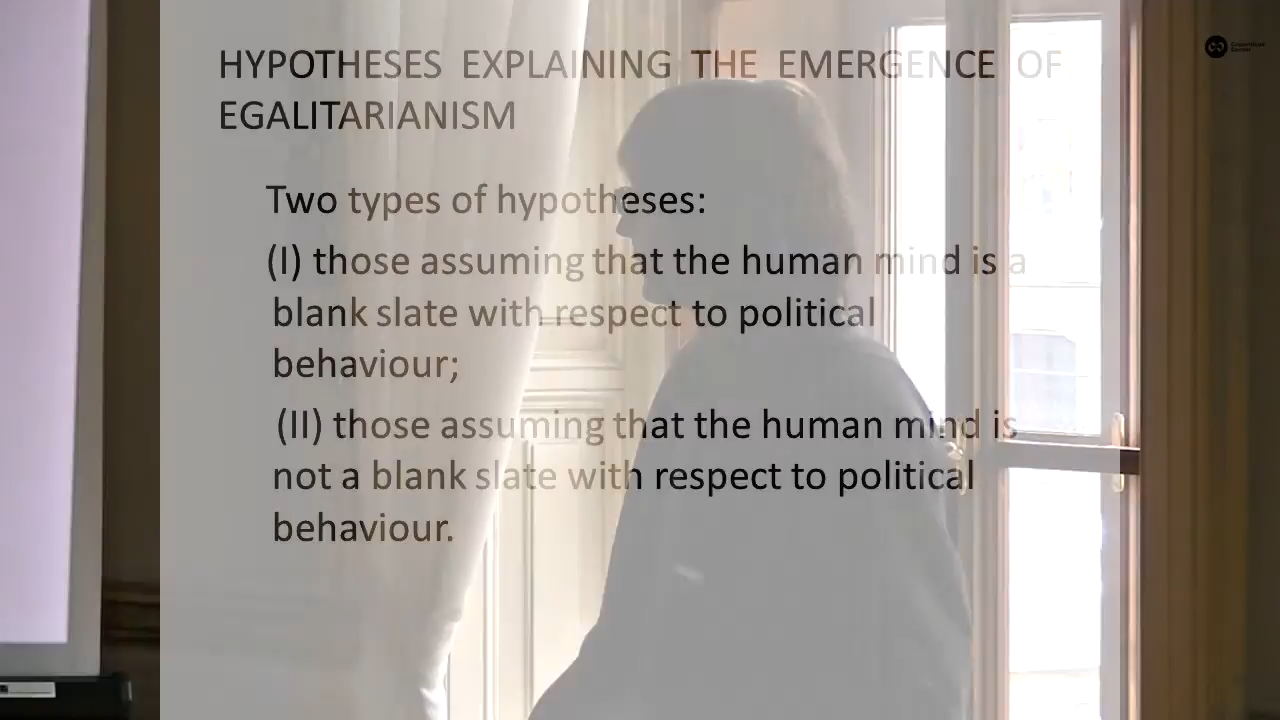 HYPOTHESES EXPLAINING THE EMERGENCE OF
EGALITARIANISM
Two types of hypotheses:
(I) those assuming that the human mind is a
blank slate with respect to political
behaviour;
(II) those assuming that the human mind is
not a blank slate with respect to political
behaviour.
Copernicus
Center